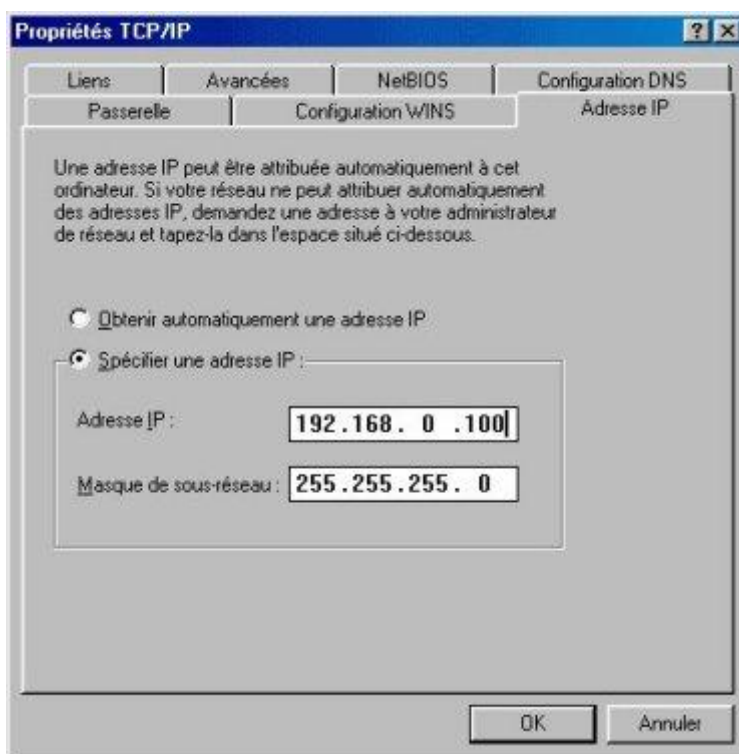 Propriétés TCP/IP
Liens Avancées NetBIOS Configuration DNS
Passerelle Configuration WINS Adresse IP
Une adresse IP peut être attribuée automatiquement à cet
ordinateur. Si votre réseau ne peut attribuer automatiquement
des adresses IP, demandez une adresse à votre administrateur
de réseau et tapez-la dans l'espace situé ci-dessous.
Obtenir automatiquement une adresse IP
Spécifier une adresse IP :
Adresse IP : 192.168. 0 .100
Masque de sous-réseau : 255.255.255. 0
OK Annuler